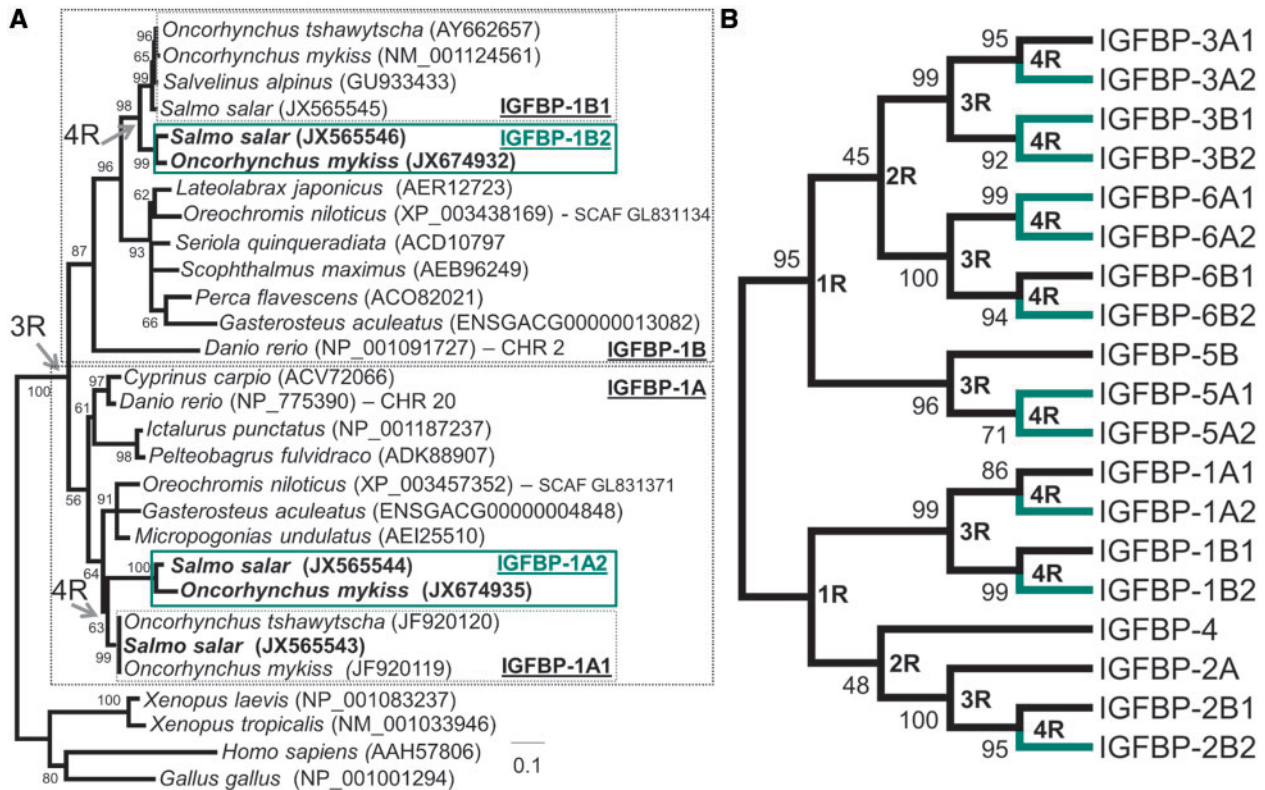 A
96
Oncorhynchus tshawytscha (AY662657)
65
Oncorhynchus mykiss (NM_001124561)
99
Salvelinus alpinus (GU933433)
98
Salmo salar (JX565545)
IGFBP-1B1
4R
Salmo salar (JX565546)
IGFBP-1B2
99
Oncorhynchus mykiss (JX674932)
96
62
Lateolabrax japonicus (AER12723)
Oreochromis niloticus (XP_003438169) - SCAF GL831134
87
93
Seriola quinqueradiata (ACD10797
Scophthalmus maximus (AEB96249)
Perca flavescens (ACO82021)
66
Gasterosteus aculeatus (ENSGACG00000013082)
3R
Danio rerio (NP_001091727) – CHR 2
IGFBP-1B
100
97
Cyprinus carpio (ACV72066)
IGFBP-1A
61
Danio rerio (NP_775390) – CHR 20
Ictalurus punctatus (NP_001187237)
98
Pelteobagrus fulvidraco (ADK88907)
56
91
Oreochromis niloticus (XP_003457352) – SCAF GL831371
Gasterosteus aculeatus (ENSGACG00000004848)
Micropogonias undulatus (AEI25510)
64
100
Salmo salar (JX565544)
IGFBP-1A2
4R
Oncorhynchus mykiss (JX674935)
63
Oncorhynchus tshawytscha (JF920120)
Salmo salar (JX565543)
99
Oncorhynchus mykiss (JF920119)
IGFBP-1A1
100
Xenopus laevis (NP_001083237)
Xenopus tropicalis (NM_001033946)
Homo sapiens (AAH57806)
0.1
80
Gallus gallus (NP_001001294)
B
95
4R
IGFBP-3A1
IGFBP-3A2
99
3R
IGFBP-3B1
92
4R
IGFBP-3B2
45
2R
99
4R
IGFBP-6A1
IGFBP-6A2
100
3R
IGFBP-6B1
94
4R
IGFBP-6B2
95
1R
IGFBP-5B
96
3R
IGFBP-5A1
71
4R
IGFBP-5A2
86
4R
IGFBP-1A1
IGFBP-1A2
99
3R
IGFBP-1B1
99
4R
IGFBP-1B2
1R
IGFBP-4
48
2R
IGFBP-2A
100
3R
IGFBP-2B1
95
4R
IGFBP-2B2